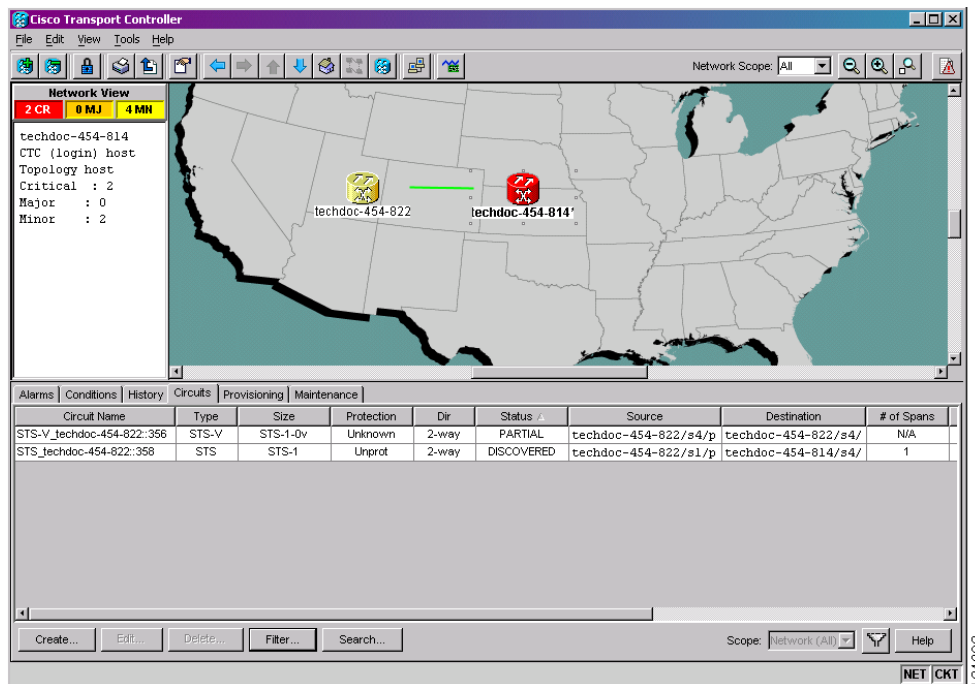 Cisco Transport Controller
File Edit View Tools Help
Network Scope: All
Network View
2 CR 0 MJ 4 MN
techdoc-454-814
CTC (login) host
Topology host
Critical : 2
Major : 0
Minor : 2
techdoc-454-822
techdoc-454-814
Alarms Conditions History Circuits Provisioning Maintenance
Circuit Name Type Size Protection Dir Status Source Destination # of Spans
STS-V_techdoc-454-822::356 STS-V STS-1-0v Unknown 2-way PARTIAL techdoc-454-822/s4/p techdoc-454-822/s4/ N/A
STS_techdoc-454-822::358 STS STS-1 Unprot 2-way DISCOVERED techdoc-454-822/s1/p techdoc-454-814/s4/ 1
Create... Edit... Delete... Filter... Search... Scope: Network (All) Help
NET CKT